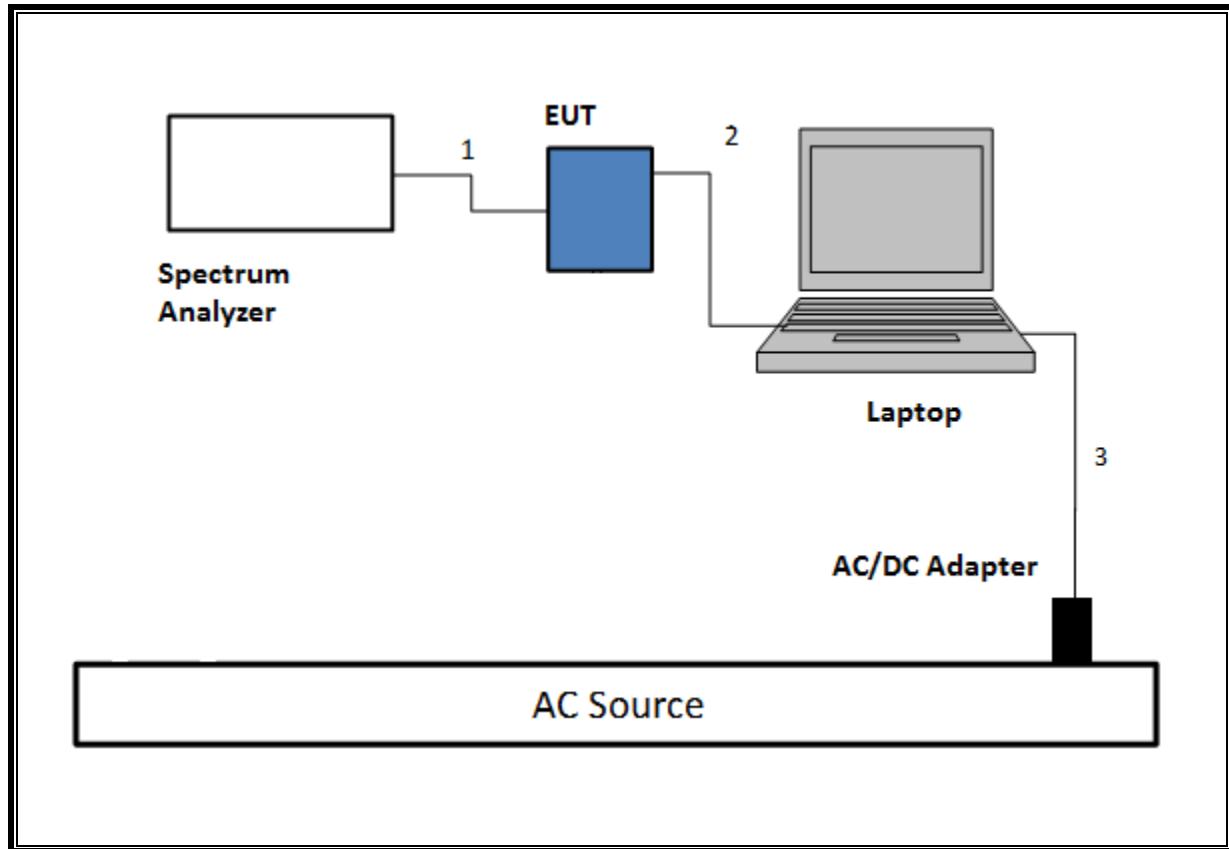 EUT
1
2
Spectrum
Analyzer
Laptop
3
AC/DC Adapter
AC Source